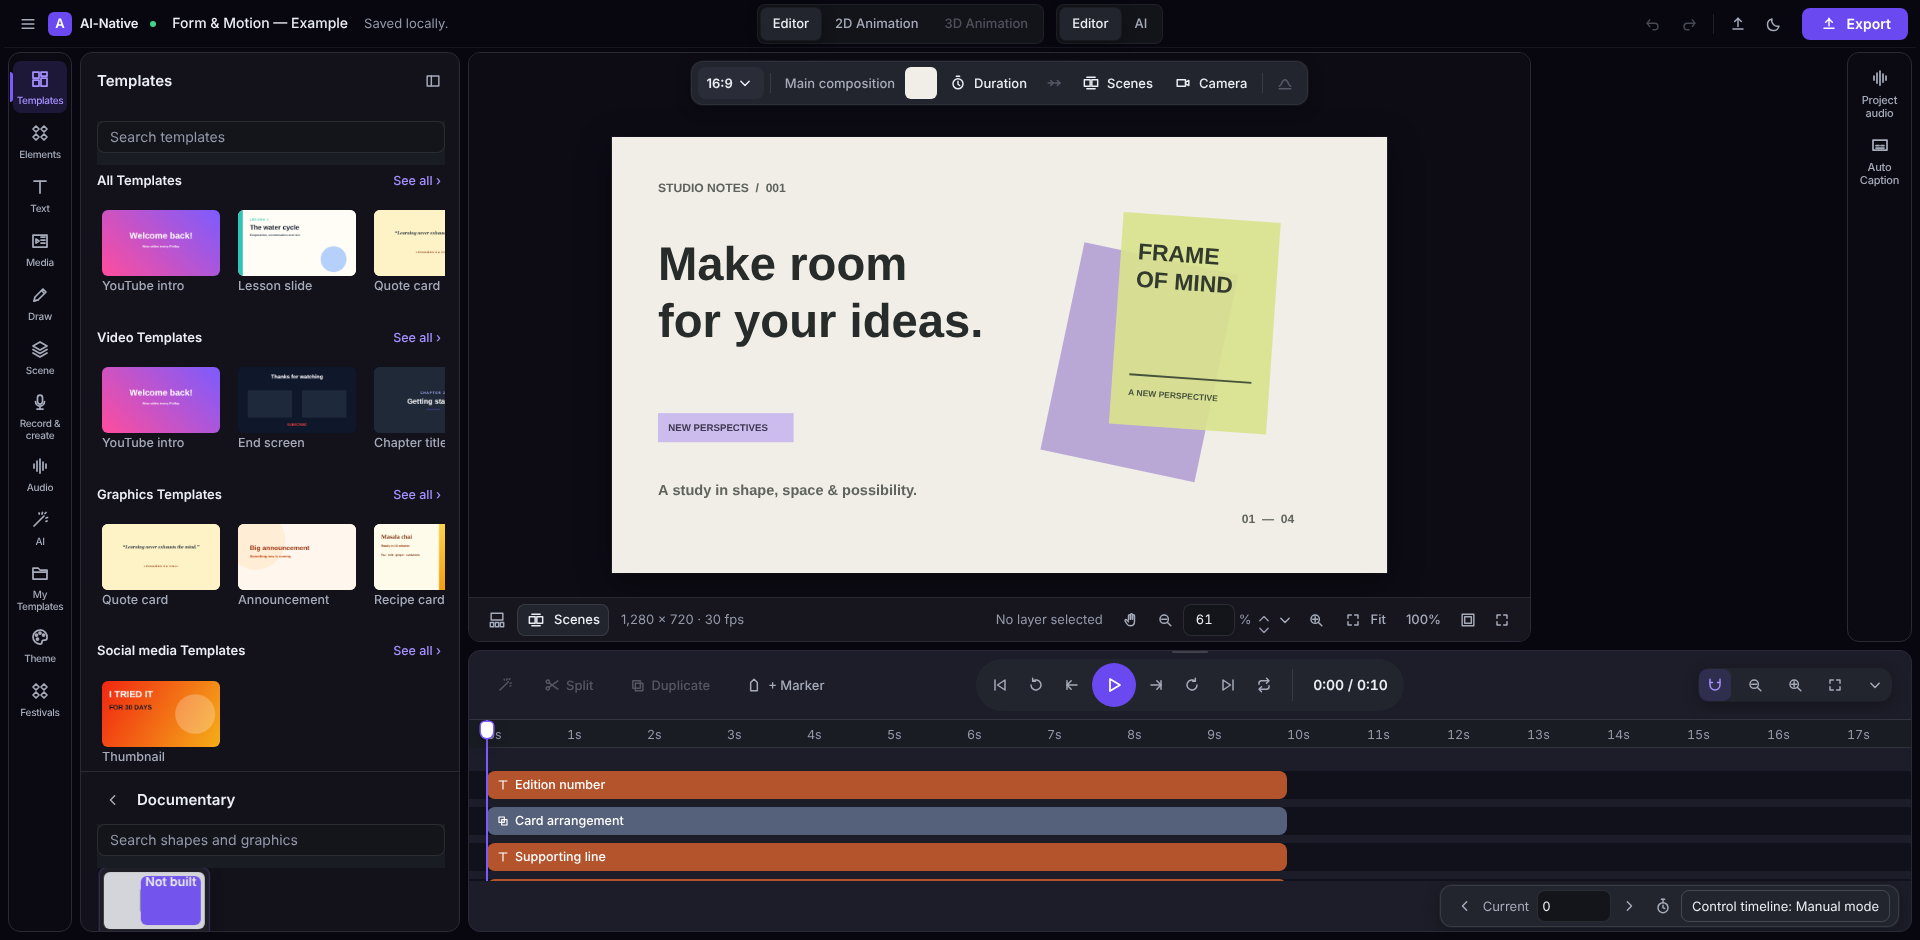 A AI-Native
Form & Motion — Example
Saved locally.
Editor
2D Animation
3D Animation
Editor
AI
Export
Templates
Elements
Text
Media
Draw
Scene
Record &
create
Audio
AI
My
Templates
Theme
Festivals
Templates
Search templates
All Templates
See all ›
Welcome back!
The water cycle
YouTube intro
Lesson slide
Quote card
Video Templates
See all ›
Welcome back!
Thanks for watching
Getting sta
YouTube intro
End screen
Chapter title
Graphics Templates
See all ›
"Learning never exhausts the mind."
Big announcement
Masala chai
Quote card
Announcement
Recipe card
Social media Templates
See all ›
I TRIED IT
FOR 30 DAYS
Thumbnail
Documentary
Search shapes and graphics
Not built
16:9
Main composition
Duration
Scenes
Camera
STUDIO NOTES / 001
Make room
for your ideas.
NEW PERSPECTIVES
A study in shape, space & possibility.
FRAME
OF MIND
A NEW PERSPECTIVE
01 — 04
Scenes
1,280 × 720 · 30 fps
No layer selected
61
%
Fit
100%
Project
audio
Auto
Caption
Split
Duplicate
+ Marker
0:00 / 0:10
s 1s 2s 3s 4s 5s 6s 7s 8s 9s 10s 11s 12s 13s 14s 15s 16s 17s
Edition number
Card arrangement
Supporting line
Current
0
Control timeline: Manual mode